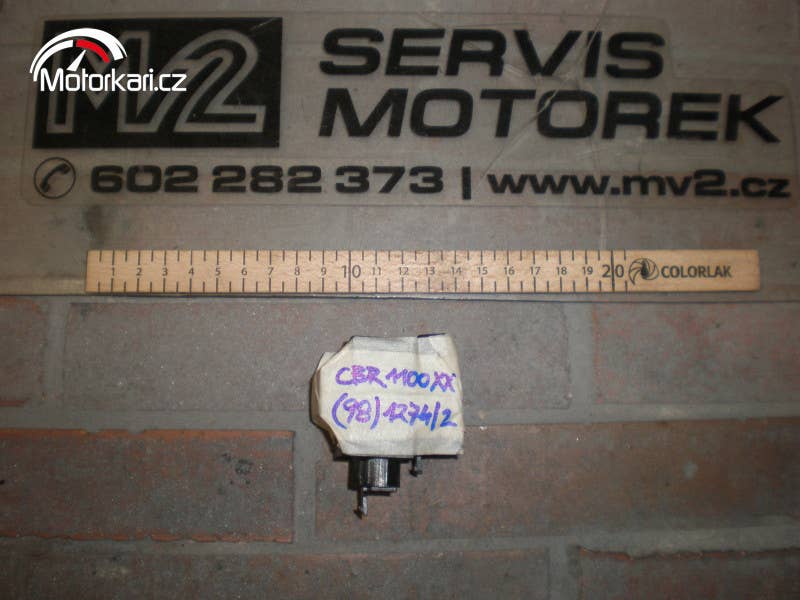 Motorkari.cz
MV2
SERVIS
MOTOREK
602 282 373 | www.mv2.cz
1 2 3 4 5 6 7 8 9 10 11 12 13 14 15 16 17 18 19 20 COLORLAK
CBR 1100XX
(98) 1274/2